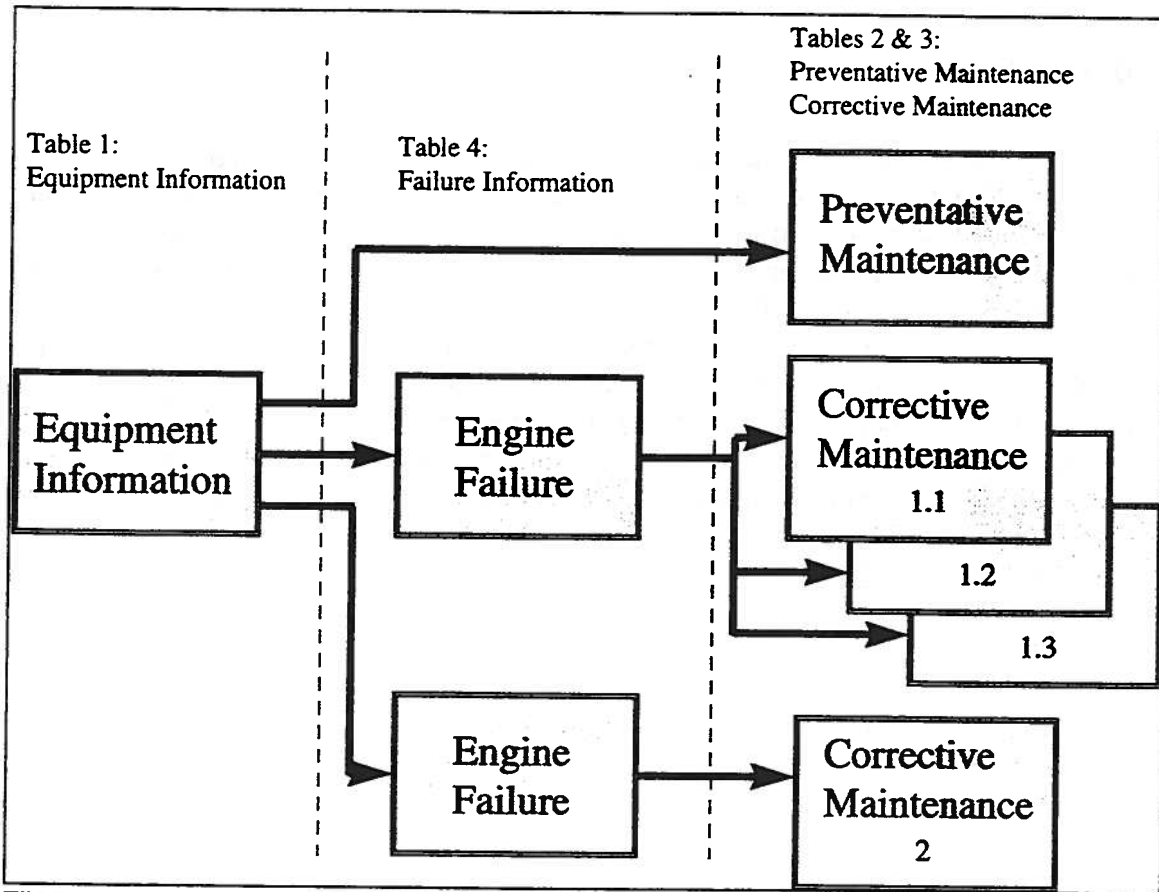 Tables 2 & 3:
Preventative Maintenance
Corrective Maintenance
Table 1:
Equipment Information
Table 4:
Failure Information
Preventative
Maintenance
Equipment
Information
Engine
Failure
Corrective
Maintenance
1.1
1.2
1.3
Engine
Failure
Corrective
Maintenance
2